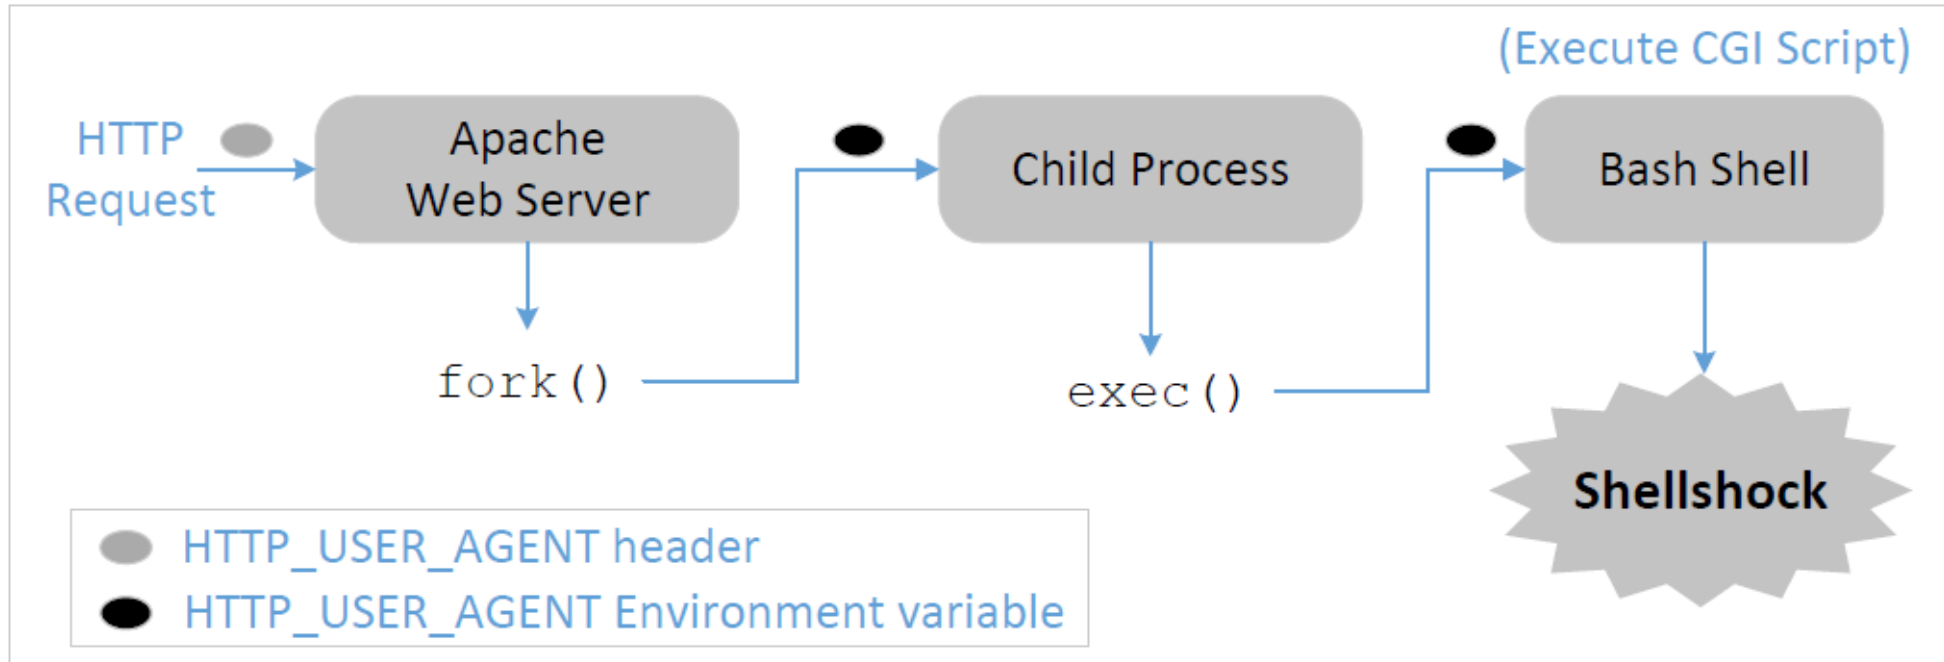 (Execute CGI Script)
HTTP
Request
Apache
Web Server
Child Process
Bash Shell
fork()
exec()
Shellshock
HTTP_USER_AGENT header
HTTP_USER_AGENT Environment variable